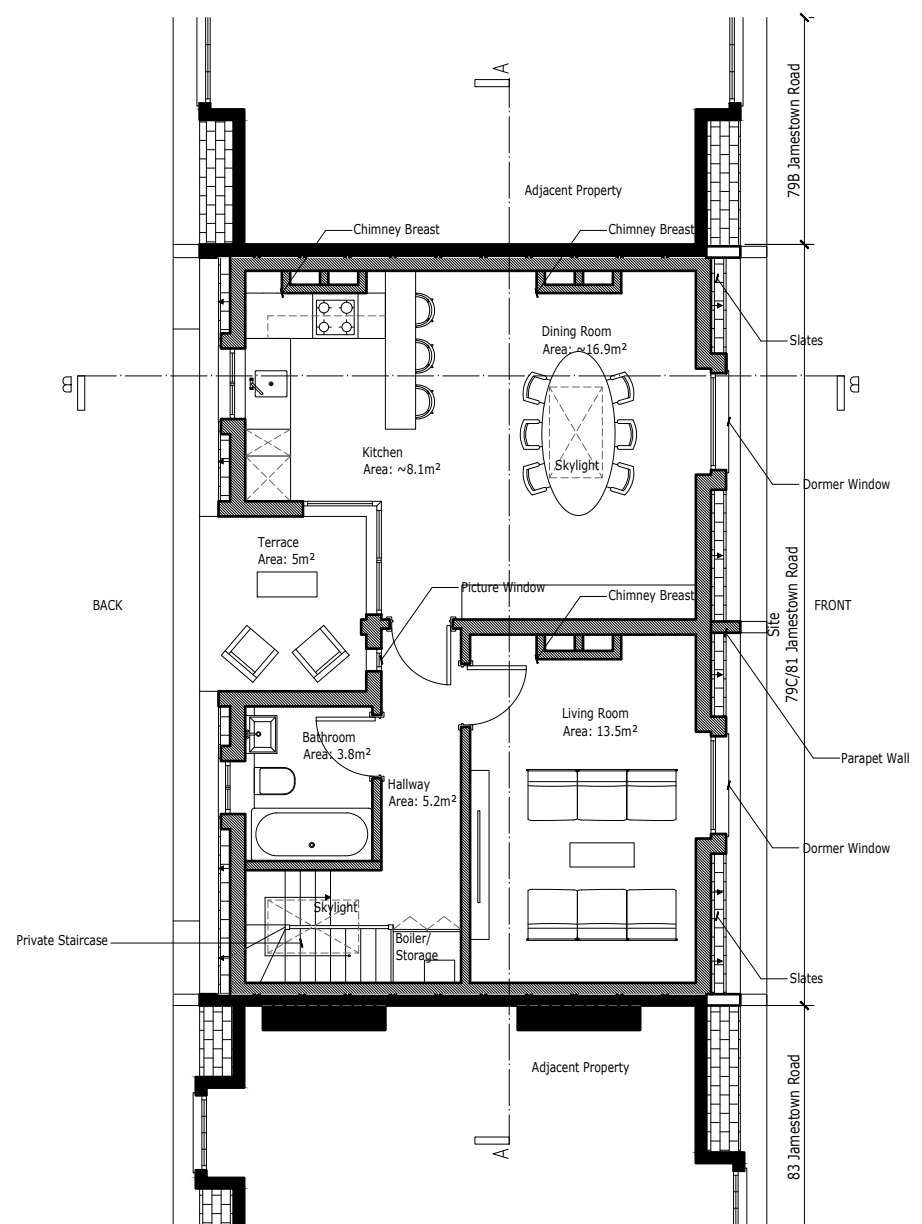 A
79B Jamestown Road
Adjacent Property
Chimney Breast
Chimney Breast
Dining Room
Area: ~16.9m²
Slates
B
B
Kitchen
Area: ~8.1m²
Skylight
Dormer Window
Terrace
Area: 5m²
Picture Window
Chimney Breast
BACK
FRONT
Site
79C/81 Jamestown Road
Living Room
Area: 13.5m²
Bathroom
Area: 3.8m²
Parapet Wall
Hallway
Area: 5.2m²
Dormer Window
Skylight
Private Staircase
Boiler/
Storage
Slates
Adjacent Property
83 Jamestown Road
A